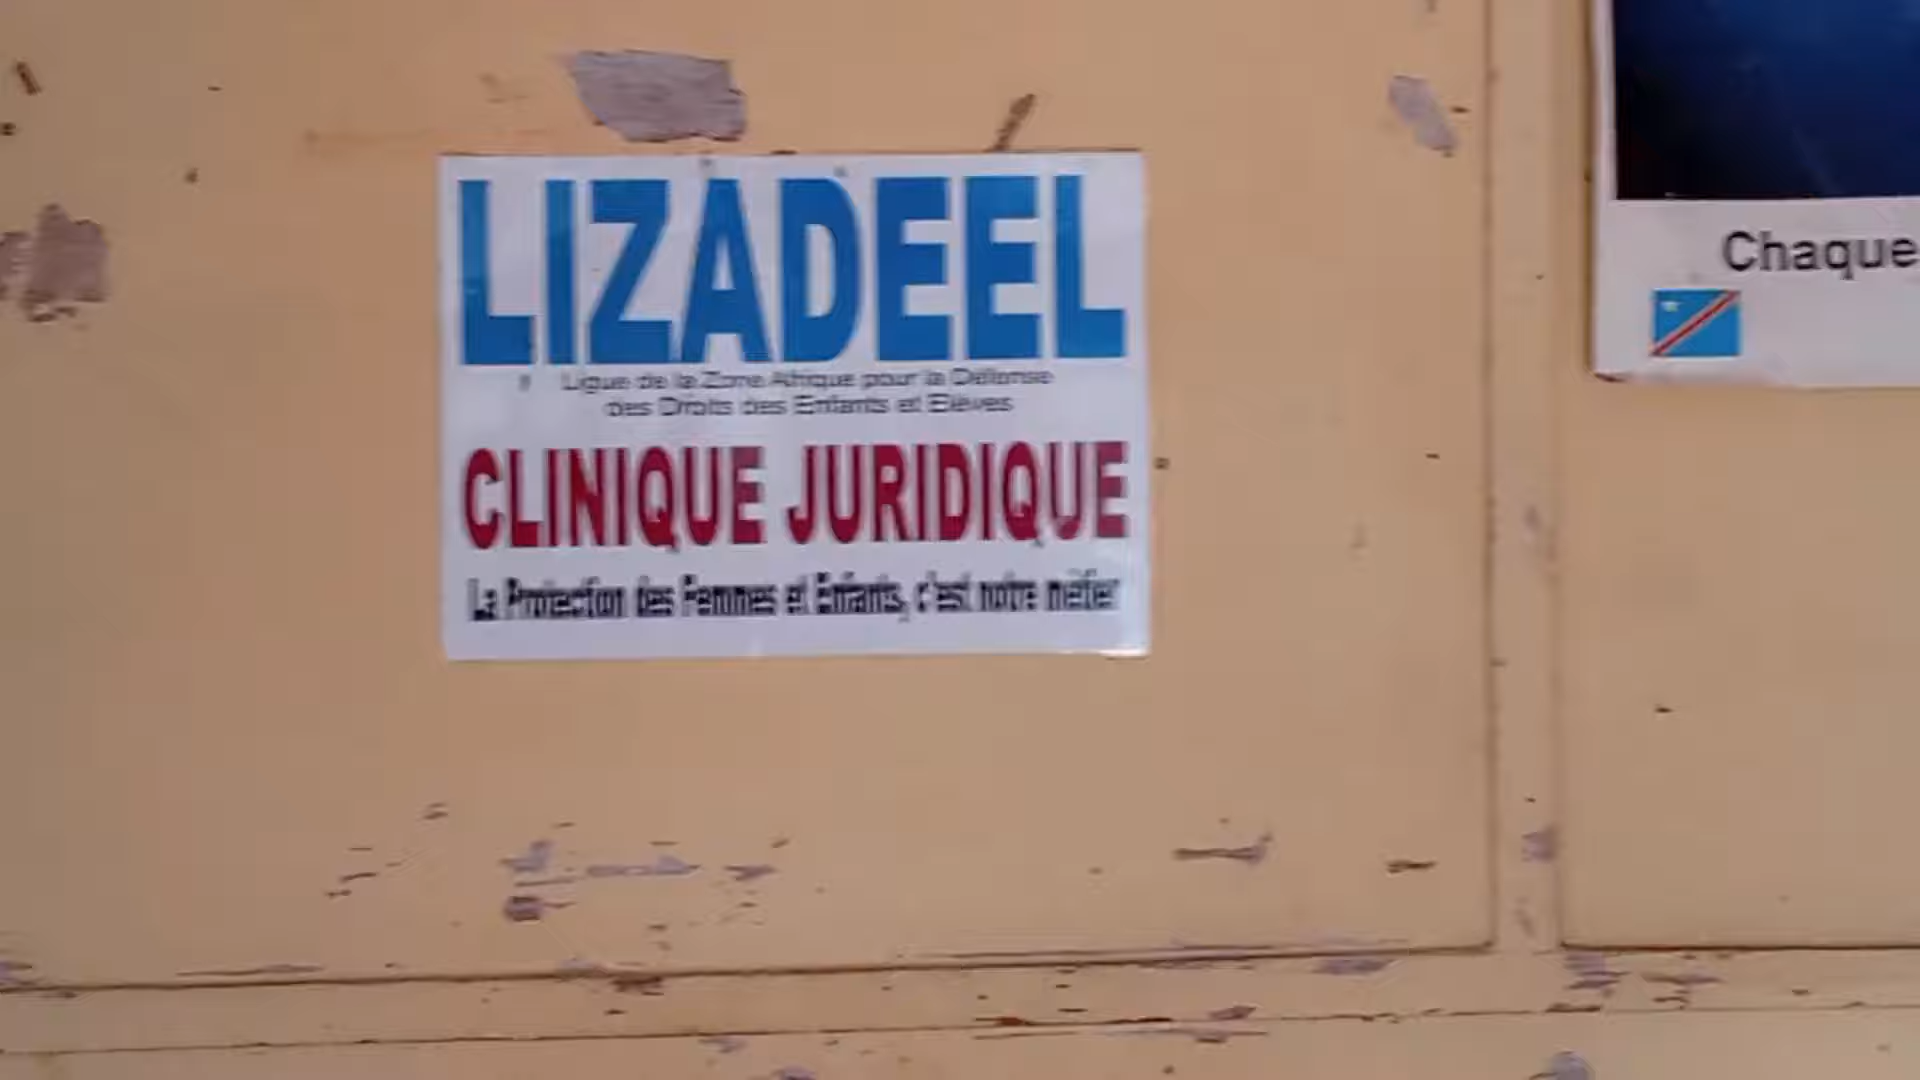 LIZADEEL
Ligue de la Zone Afrique pour la Défense
des Droits des Enfants et Elèves
CLINIQUE JURIDIQUE
La Protection des Femmes et Enfants, c'est notre métier
Chaque